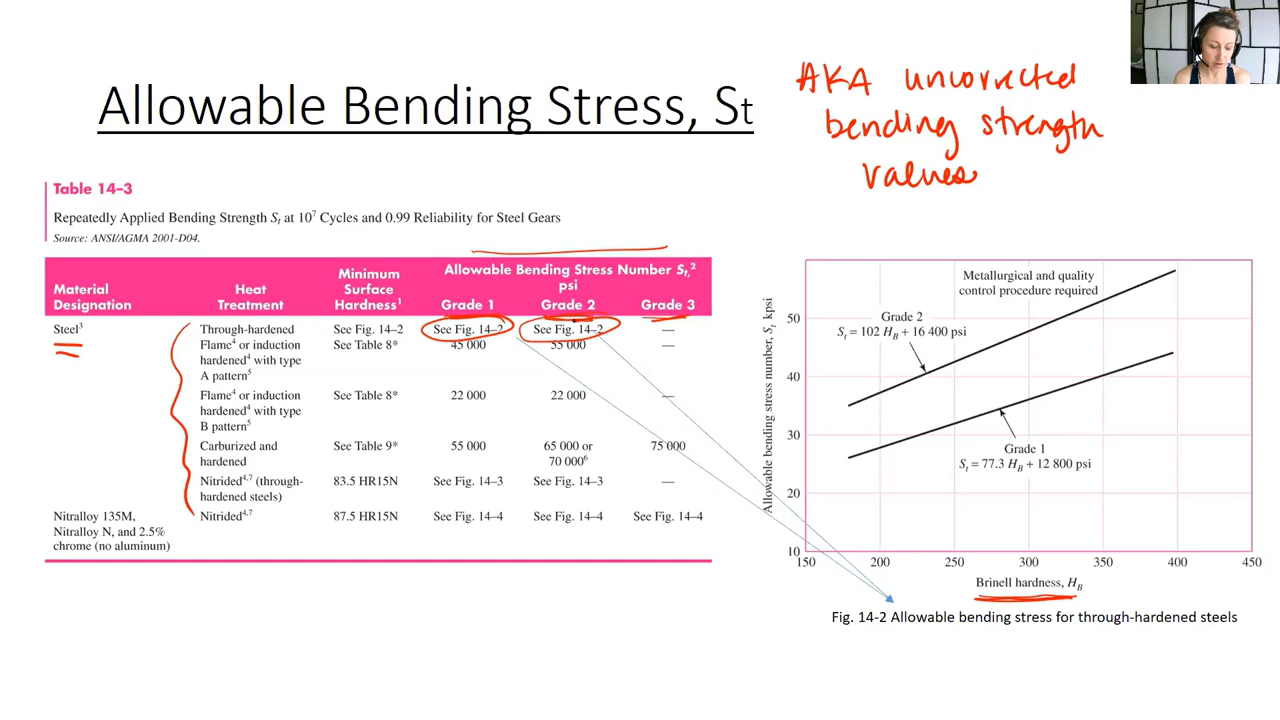 Allowable Bending Stress, St
AKA uncorrected
bending strength
values
Table 14–3
Repeatedly Applied Bending Strength St at 10⁷ Cycles and 0.99 Reliability for Steel Gears
Source: ANSI/AGMA 2001-D04.
Material Designation
Heat Treatment
Minimum Surface Hardness¹
Allowable Bending Stress Number St,²
psi
Grade 1 Grade 2 Grade 3
Steel³ Through-hardened See Fig. 14–2 See Fig. 14–2 See Fig. 14–2 —
Flame⁴ or induction See Table 8* 45 000 55 000 —
hardened⁴ with type
A pattern⁵
Flame⁴ or induction See Table 8* 22 000 22 000 —
hardened⁴ with type
B pattern⁵
Carburized and See Table 9* 55 000 65 000 or 75 000
hardened 70 000⁶
Nitrided⁴,⁷ (through- 83.5 HR15N See Fig. 14–3 See Fig. 14–3 —
hardened steels)
Nitralloy 135M, Nitrided⁴,⁷ 87.5 HR15N See Fig. 14–4 See Fig. 14–4 See Fig. 14–4
Nitralloy N, and 2.5%
chrome (no aluminum)
Allowable bending stress number, St kpsi
50
40
30
20
10
Metallurgical and quality
control procedure required
Grade 2
St = 102 HB + 16 400 psi
Grade 1
St = 77.3 HB + 12 800 psi
150 200 250 300 350 400 450
Brinell hardness, HB
Fig. 14-2 Allowable bending stress for through-hardened steels